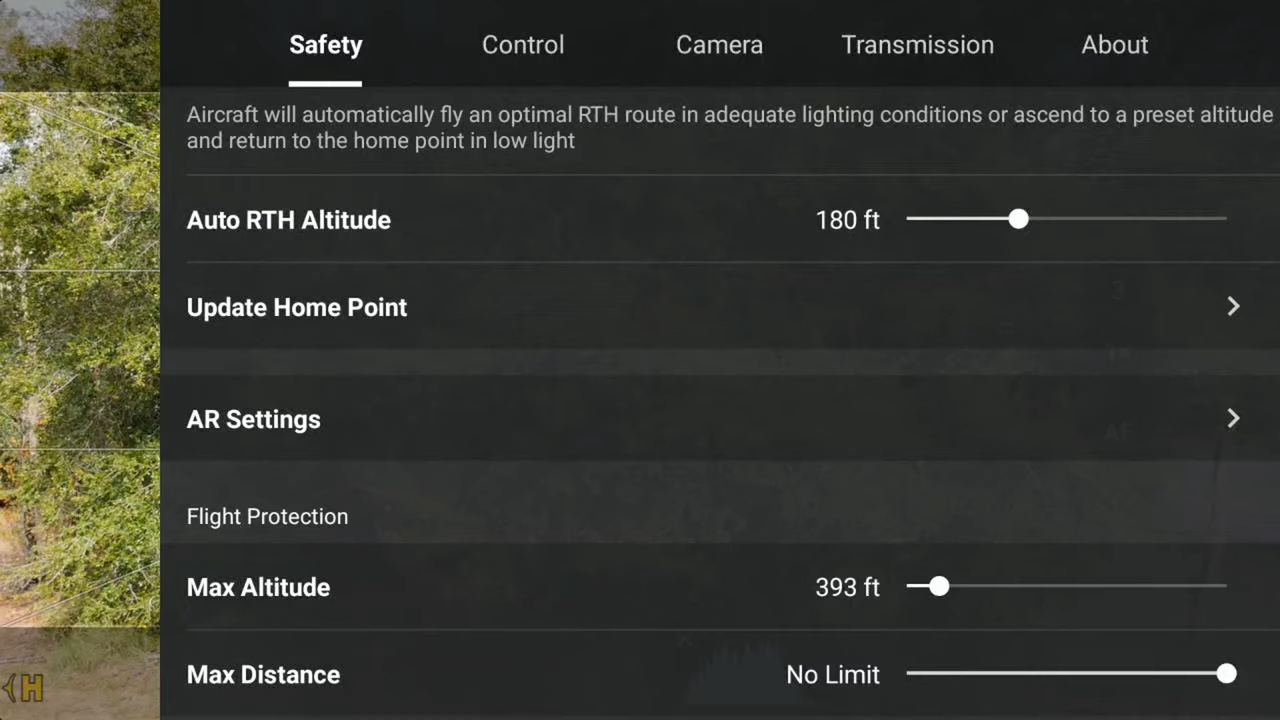 Safety Control Camera Transmission About
Aircraft will automatically fly an optimal RTH route in adequate lighting conditions or ascend to a preset altitude
and return to the home point in low light
Auto RTH Altitude 180 ft
Update Home Point
AR Settings
AF
Flight Protection
Max Altitude 393 ft
Max Distance No Limit
H